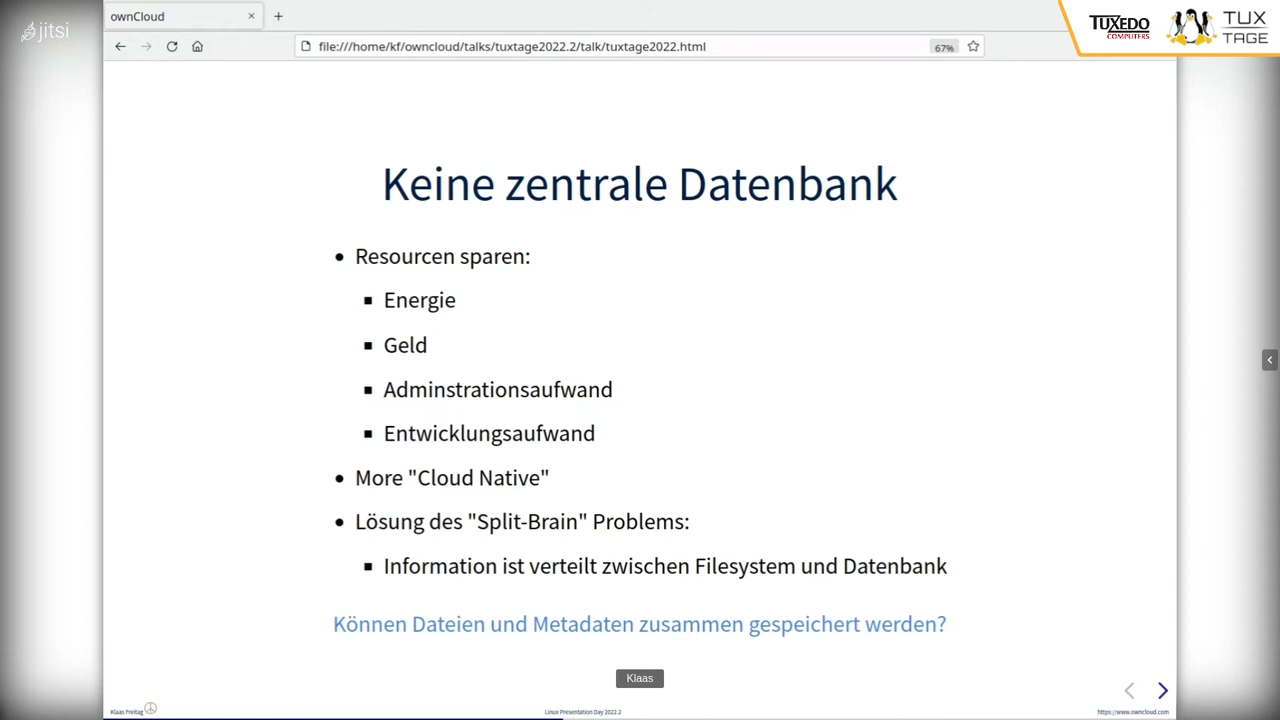 jitsi
ownCloud
file:///home/kf/owncloud/talks/tuxtage2022.2/talk/tuxtage2022.html
67%
TUXEDO
COMPUTERS
TUX
TAGE
Keine zentrale Datenbank
Resourcen sparen:
Energie
Geld
Adminstrationsaufwand
Entwicklungsaufwand
More "Cloud Native"
Lösung des "Split-Brain" Problems:
Information ist verteilt zwischen Filesystem und Datenbank
Können Dateien und Metadaten zusammen gespeichert werden?
Klaas
Klaas Freitag
Linux Presentation Day 2022.2
https://www.owncloud.com